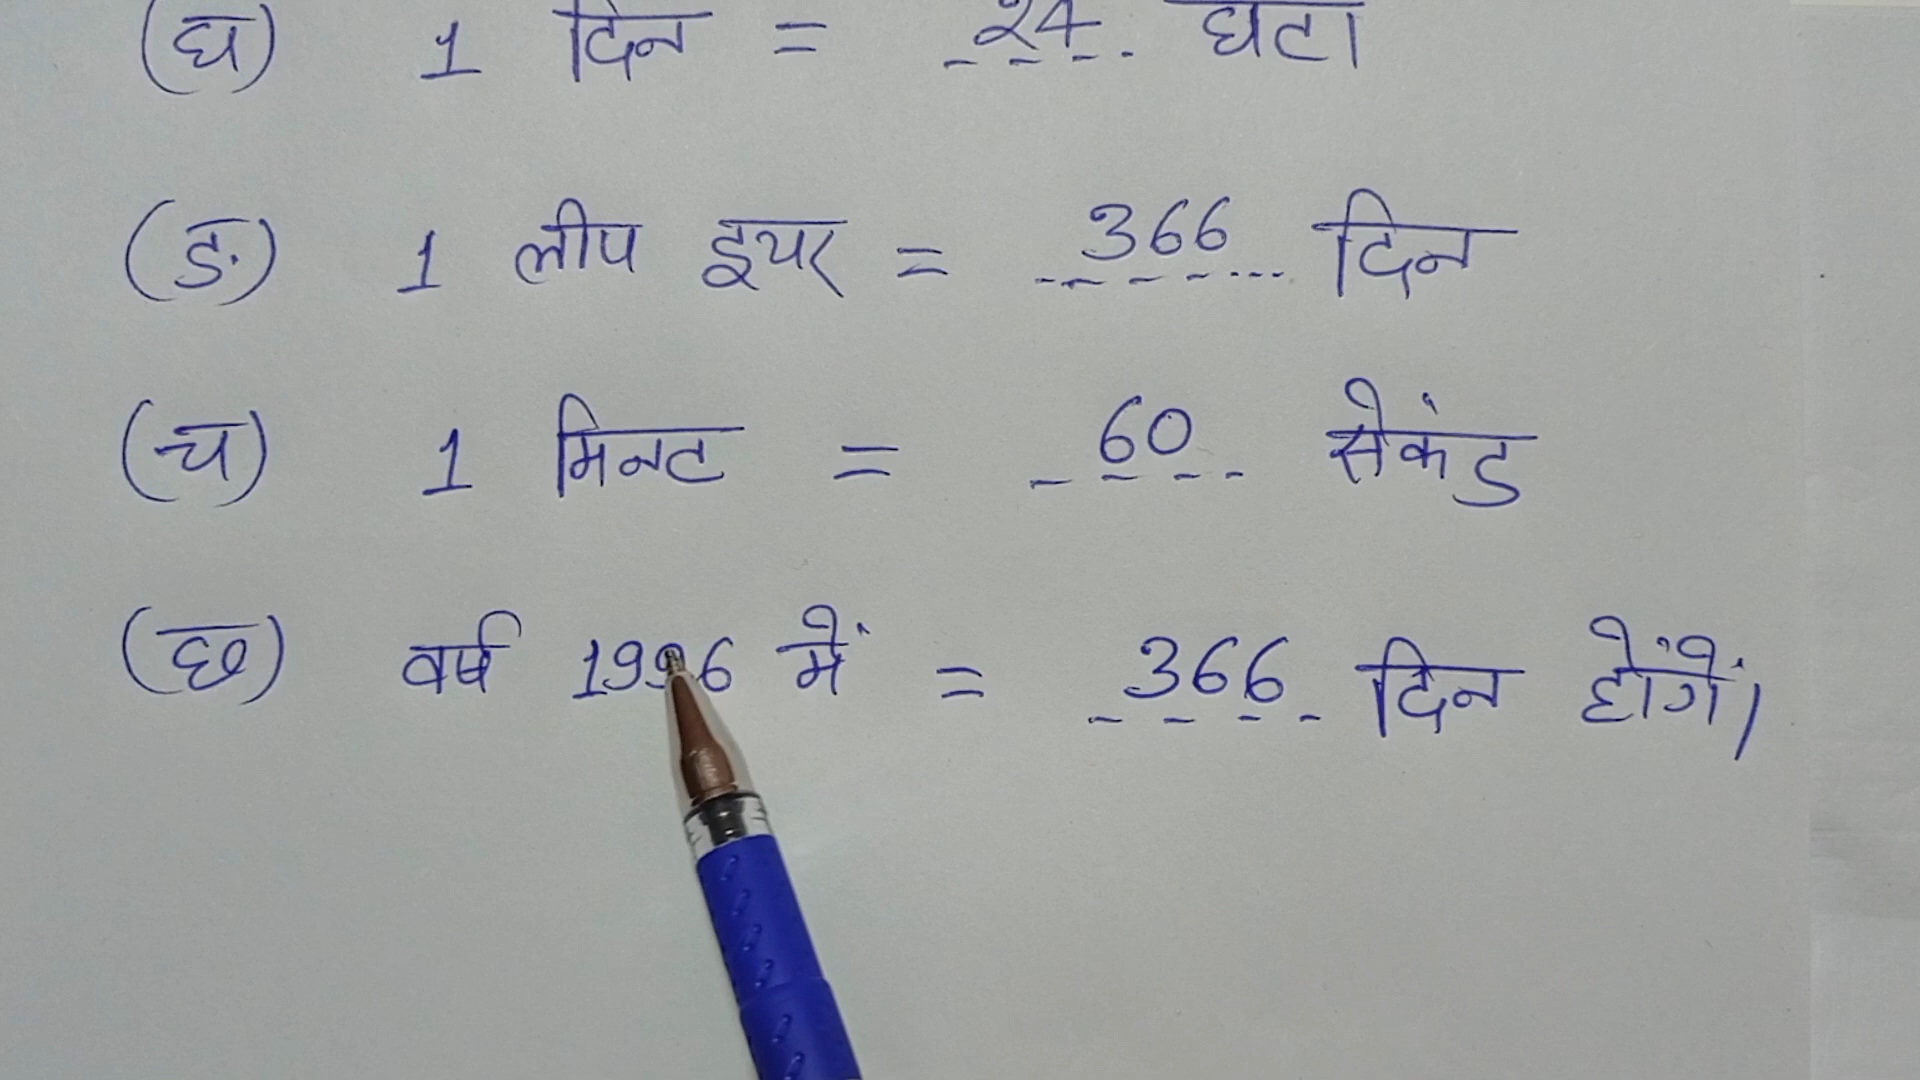 (घ) 1 दिन = 24 घंटा
(ङ) 1 लीप इयर = 366 दिन
(च) 1 मिनट = 60 सेकेंड
(छ) वर्ष 1996 में = 366 दिन होंगें।